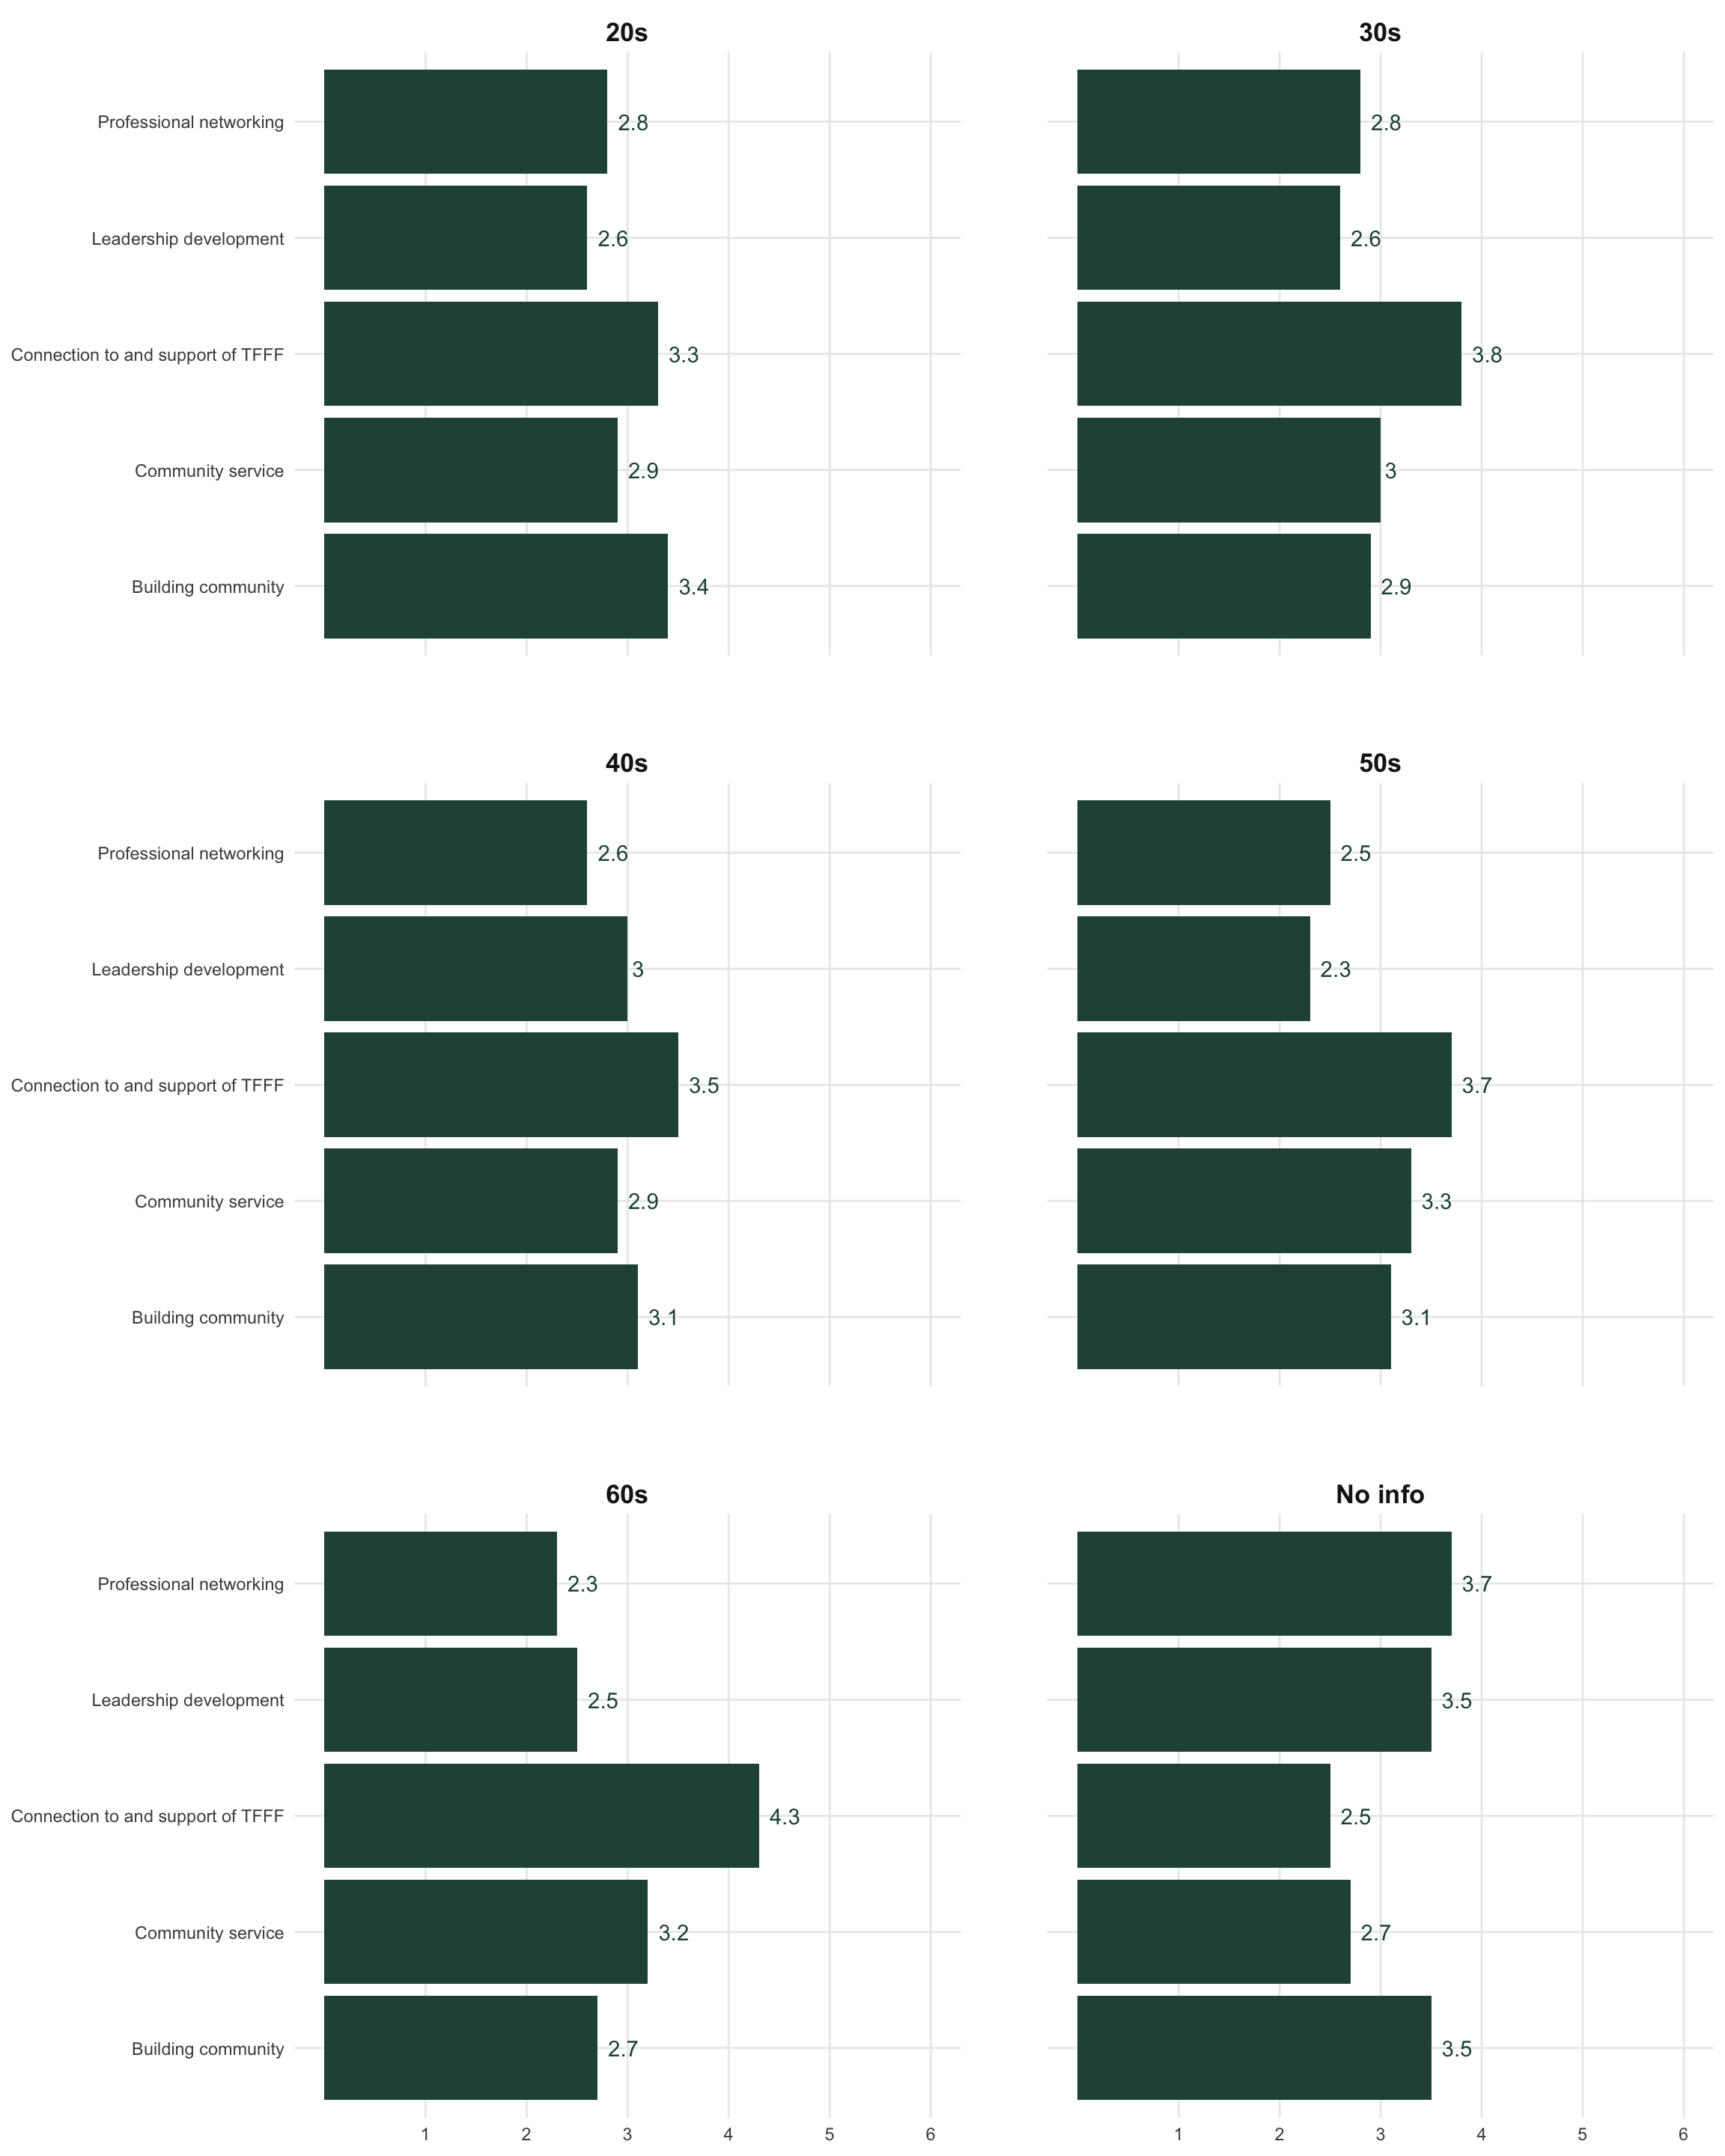 20s
30s
Professional networking
2.8
2.8
Leadership development
2.6
2.6
Connection to and support of TFFF
3.3
3.8
Community service
2.9
3
Building community
3.4
2.9
40s
50s
Professional networking
2.6
2.5
Leadership development
3
2.3
Connection to and support of TFFF
3.5
3.7
Community service
2.9
3.3
Building community
3.1
3.1
60s
No info
Professional networking
2.3
3.7
Leadership development
2.5
3.5
Connection to and support of TFFF
4.3
2.5
Community service
3.2
2.7
Building community
2.7
3.5
1 2 3 4 5 6
1 2 3 4 5 6